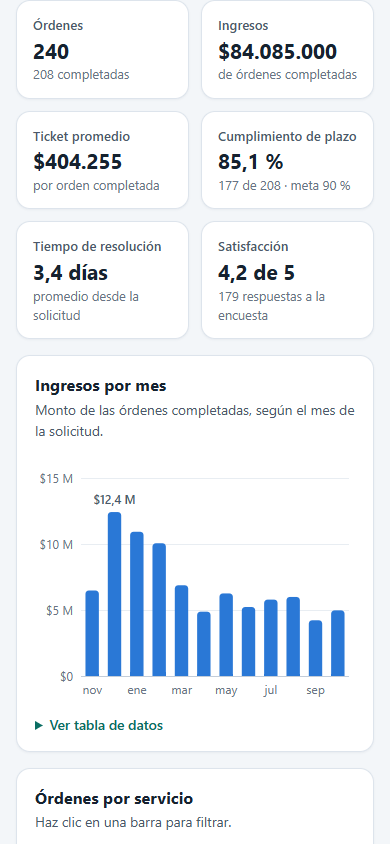 Órdenes
240
208 completadas
Ingresos
$84.085.000
de órdenes completadas
Ticket promedio
$404.255
por orden completada
Cumplimiento de plazo
85,1 %
177 de 208 · meta 90 %
Tiempo de resolución
3,4 días
promedio desde la
solicitud
Satisfacción
4,2 de 5
179 respuestas a la
encuesta
Ingresos por mes
Monto de las órdenes completadas, según el mes de
la solicitud.
$15 M
$12,4 M
$10 M
$5 M
$0
nov ene mar may jul sep
▶ Ver tabla de datos
Órdenes por servicio
Haz clic en una barra para filtrar.